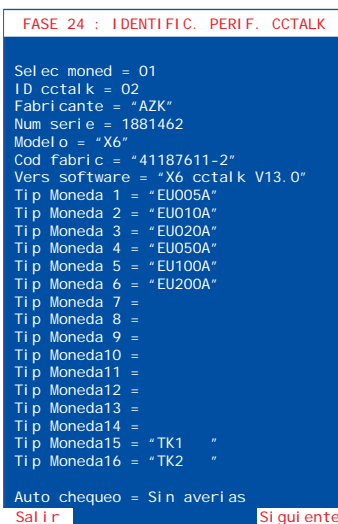 FASE 24 : IDENTIFIC. PERIF. CCTALK
Selec moned = 01
ID cctalk = 02
Fabricante = “AZK”
Num serie = 1881462
Modelo = “X6”
Cod fabric = “41187611-2”
Vers software = “X6 cctalk V13.0”
Tip Moneda 1 = “EU005A”
Tip Moneda 2 = “EU010A”
Tip Moneda 3 = “EU020A”
Tip Moneda 4 = “EU050A”
Tip Moneda 5 = “EU100A”
Tip Moneda 6 = “EU200A”
Tip Moneda 7 =
Tip Moneda 8 =
Tip Moneda 9 =
Tip Moneda10 =
Tip Moneda11 =
Tip Moneda12 =
Tip Moneda13 =
Tip Moneda14 =
Tip Moneda15 = “TK1   ”
Tip Moneda16 = “TK2   ”
Auto chequeo = Sin averias
Salir Siguiente